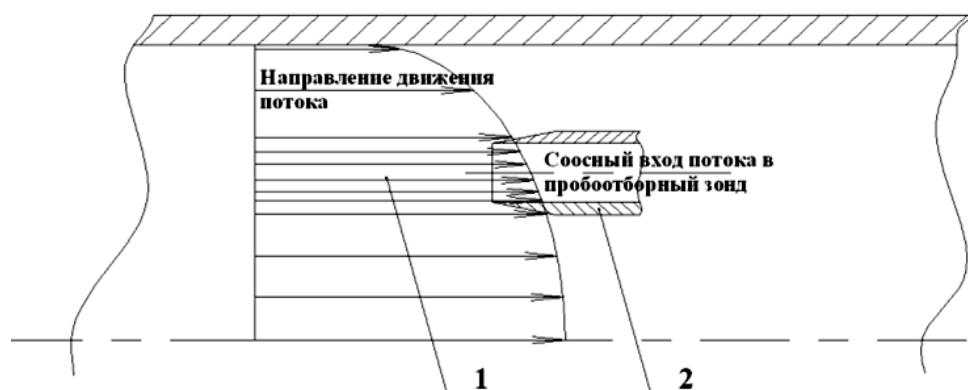 Направление движения
потока
Соосный вход потока в
пробоотборный зонд
1
2